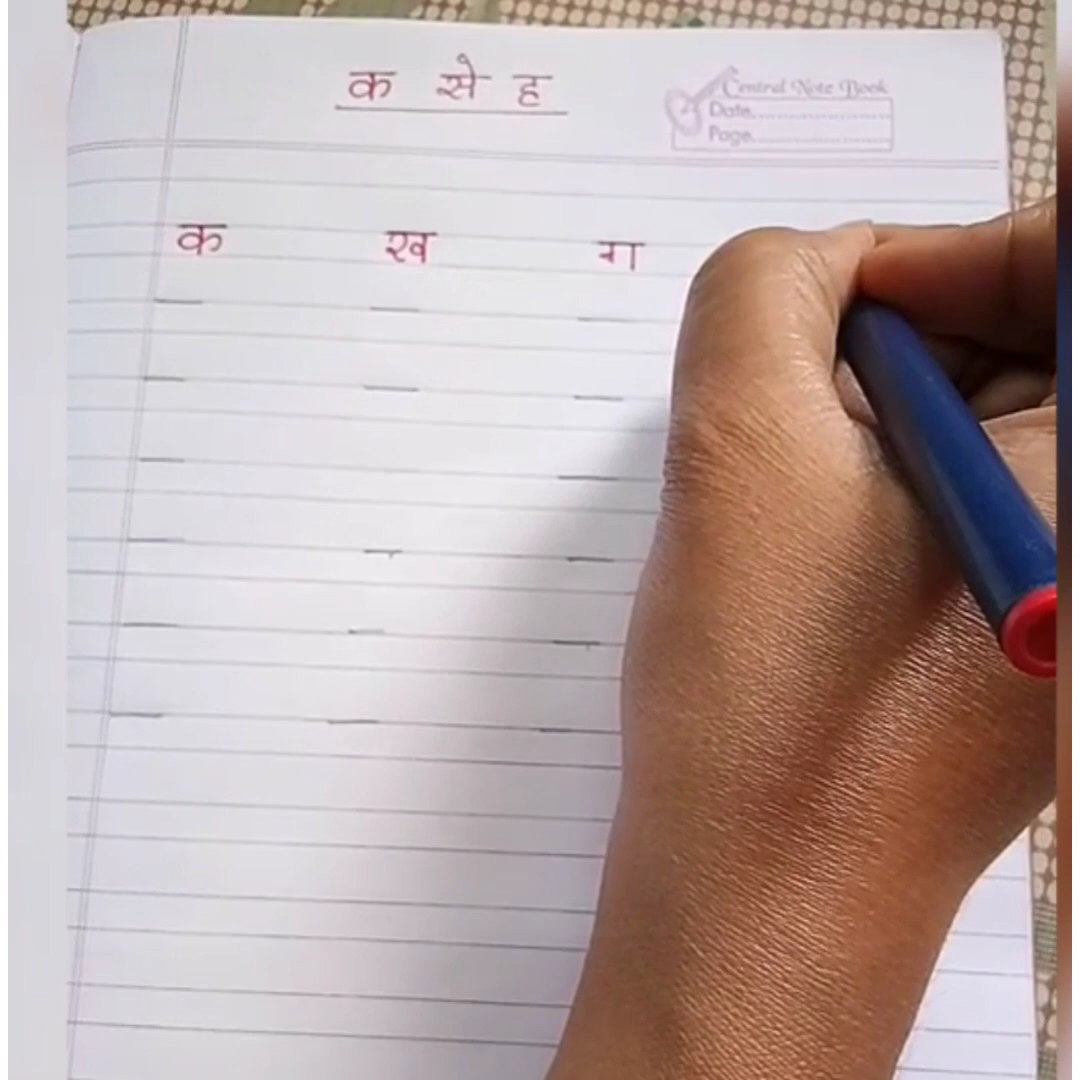 क से ह
Central Note Book
Date
Page
क ख ग